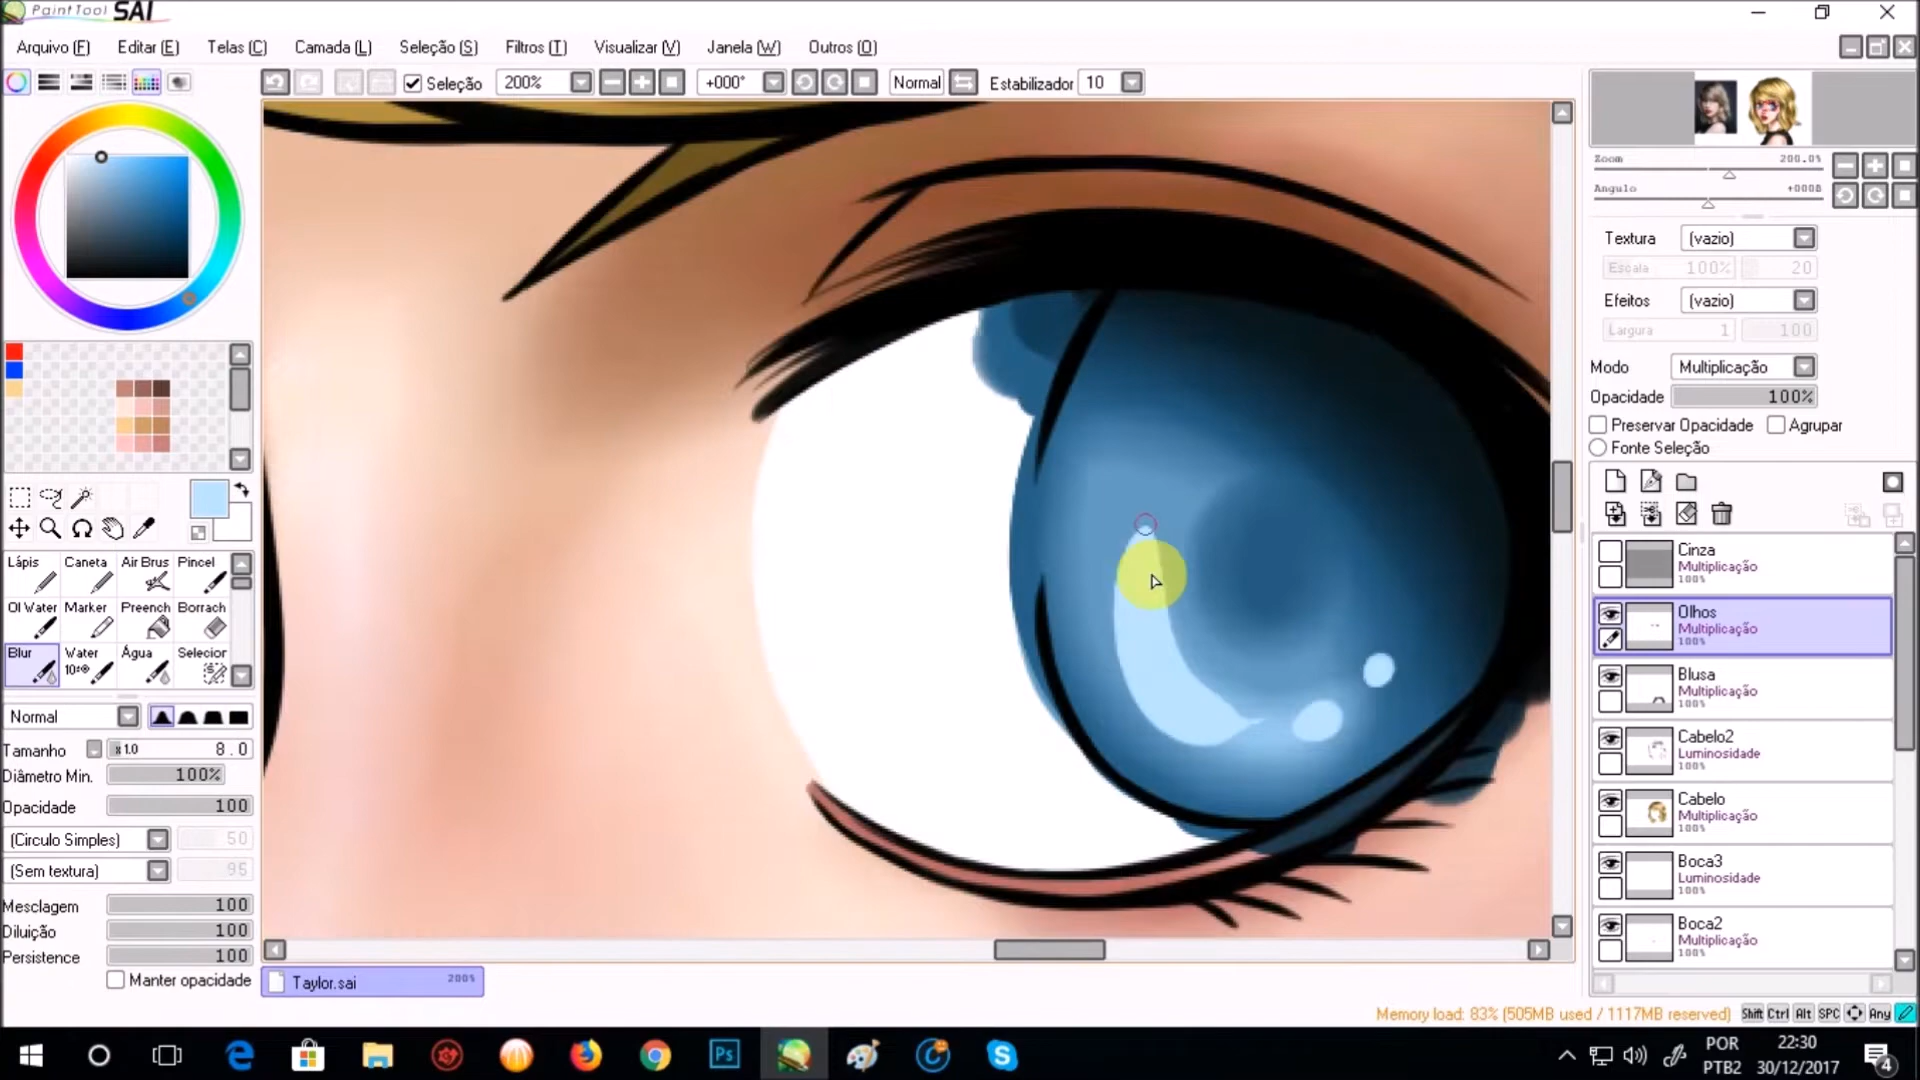 PaintTool SAI
Arquivo (F) Editar (E) Telas (C) Camada (L) Seleção (S) Filtros (T) Visualizar (V) Janela (W) Outros (O)
Seleção 200% +000° Normal Estabilizador 10
Zoom 200.0%
Angulo +000B
Textura (vazio)
Escala 100% 20
Efeitos (vazio)
Largura 1 100
Modo Multiplicação
Opacidade 100%
Preservar Opacidade Agrupar
Fonte Seleção
Lápis Caneta Air Brus Pincel
Ol Water Marker Preench Borrach
Blur Water Água Selecior
Normal
Tamanho x 1.0 8.0
Diâmetro Min. 100%
Opacidade 100
(Circulo Simples) 50
(Sem textura) 95
Mesclagem 100
Diluição 100
Persistence 100
Manter opacidade
Cinza
Multiplicação
100%
Olhos
Multiplicação
100%
Blusa
Multiplicação
100%
Cabelo2
Luminosidade
100%
Cabelo
Multiplicação
100%
Boca3
Luminosidade
100%
Boca2
Multiplicação
100%
Taylor.sai 200%
Memory load: 83% (505MB used / 1117MB reserved) Shift Ctrl Alt SPC Any
Ps
POR 22:30
PTB2 30/12/2017
4